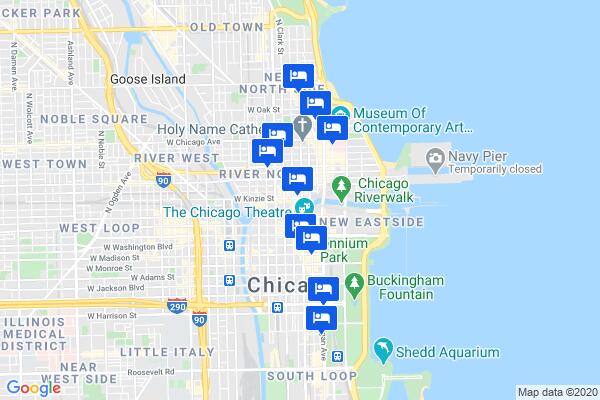 CKER PARK
OLD TOWN
N Clark St
Goose Island
NE
NORTH SIDE
Ashland Ave
N Damen Ave
N Wolcott Ave
W Oak St
Museum Of
Contemporary Art...
NOBLE SQUARE
Holy Name Cathe
W Chicago Ave
N Noble St
RIVER WEST
Navy Pier
Temporarily closed
WEST TOWN
RIVER NO
90
N Ogden Ave
W Kinzie St
Chicago
Riverwalk
The Chicago Theatre
NEW EASTSIDE
WEST LOOP
W Washington Blvd
W Madison St
W Monroe St
nnium
Park
W Adams St
W Jackson Blvd
Chica
Buckingham
Fountain
290
W Harrison St
90
ILLINOIS
MEDICAL
DISTRICT
an Ave
LITTLE ITALY
Shedd Aquarium
NEAR
WEST SIDE
Roosevelt Rd
SOUTH LOOP
Google
Map data ©2020